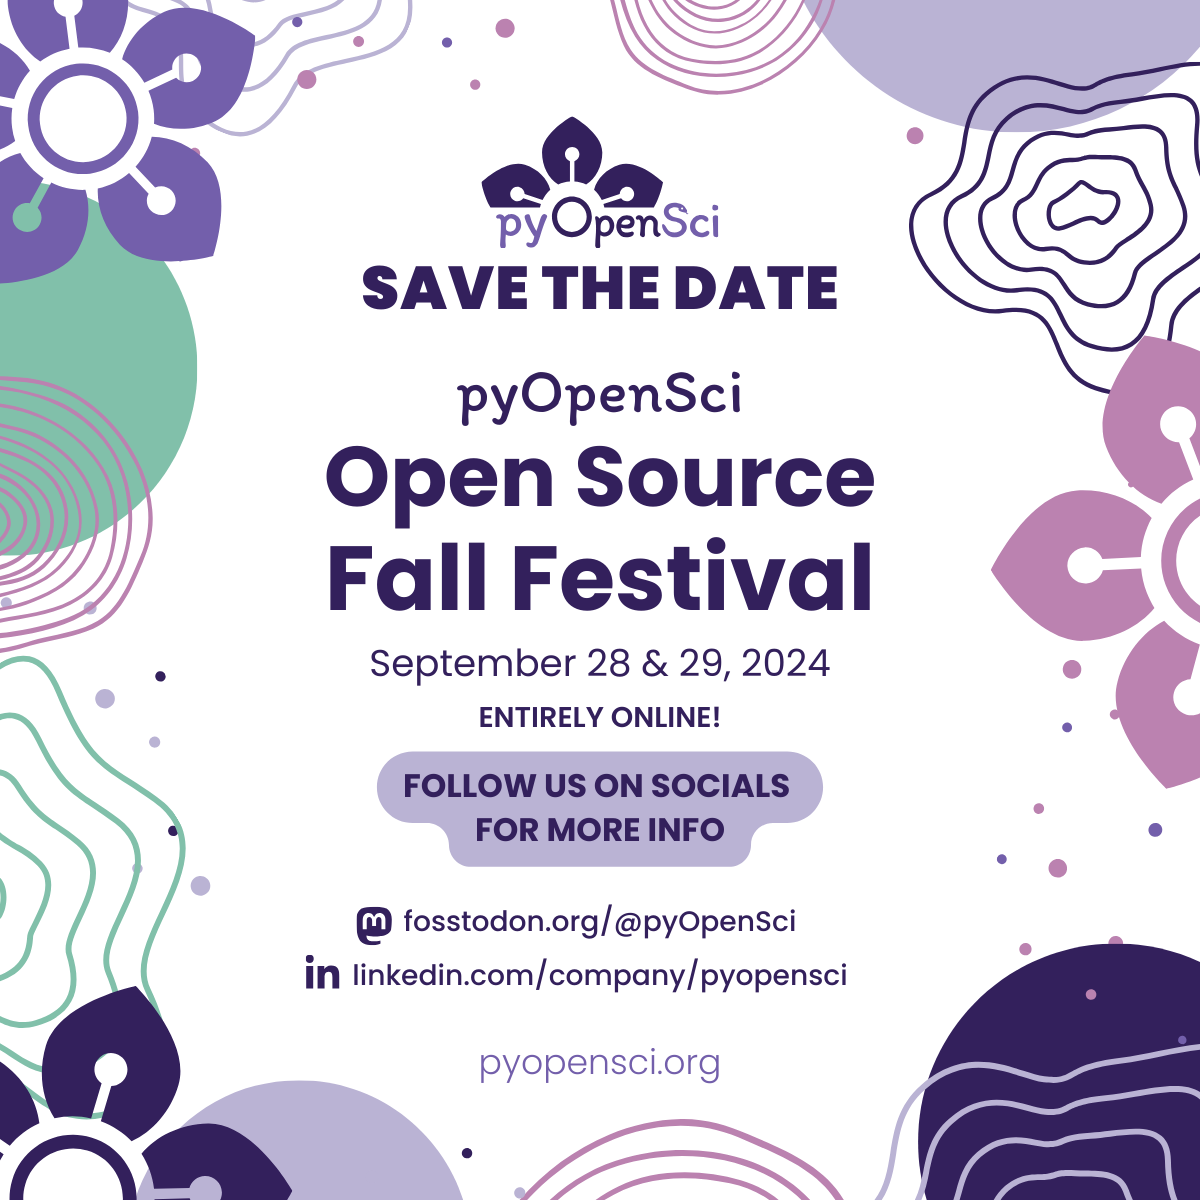 pyOpenSci
SAVE THE DATE
pyOpenSci
Open Source
Fall Festival
September 28 & 29, 2024
ENTIRELY ONLINE!
FOLLOW US ON SOCIALS
FOR MORE INFO
fosstodon.org/@pyOpenSci
linkedin.com/company/pyopensci
pyopensci.org